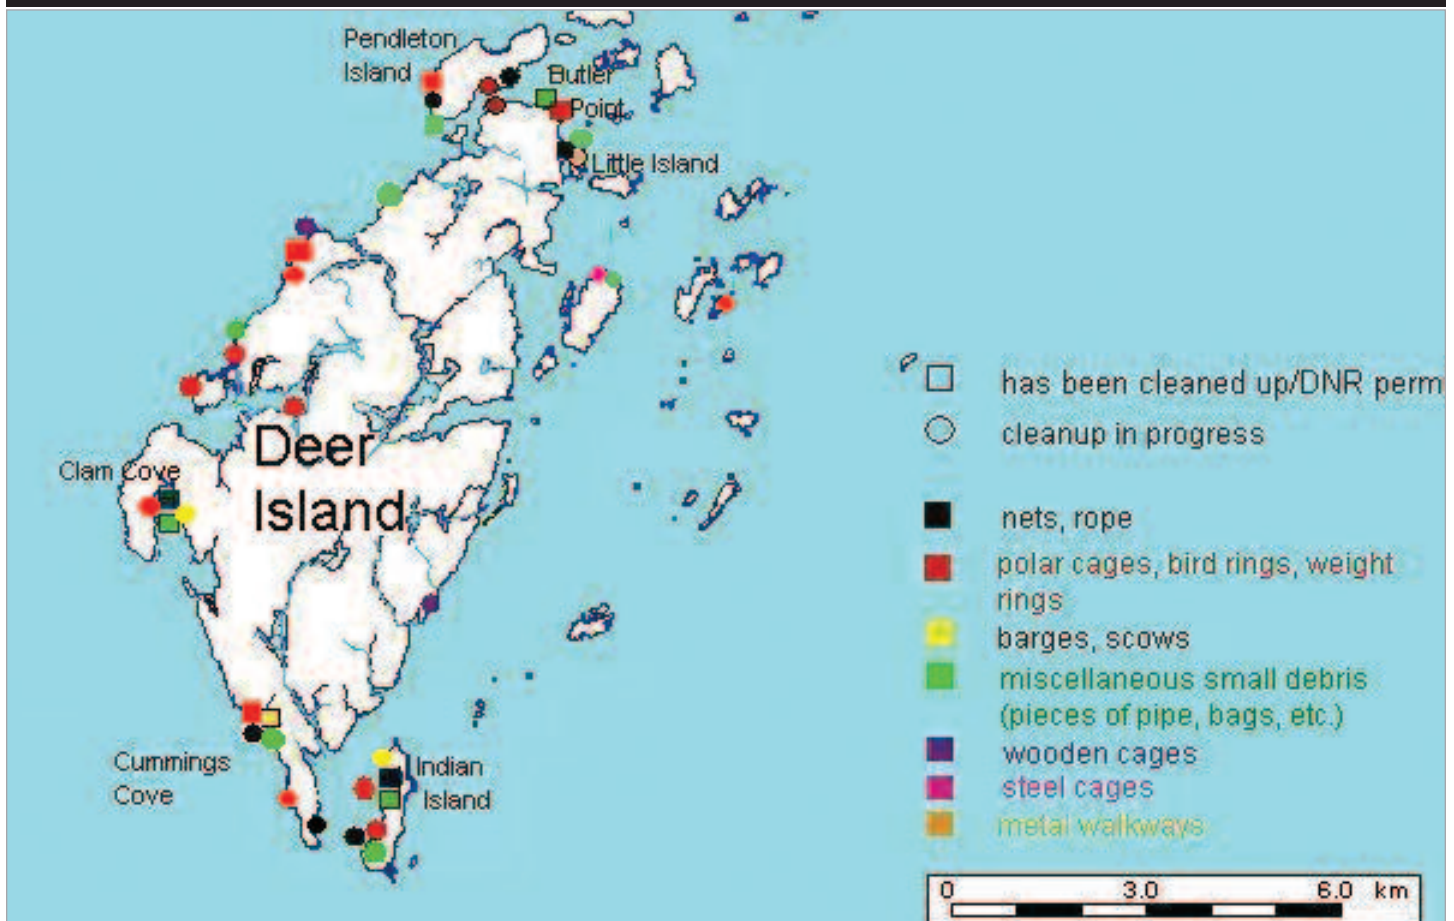 Pendleton
Island
Butler
Point
Little Island
Deer
Island
Clam Cove
Cummings
Cove
Indian
Island
has been cleaned up/DNR perm
cleanup in progress
nets, rope
polar cages, bird rings, weight
rings
barges, scows
miscellaneous small debris
(pieces of pipe, bags, etc.)
wooden cages
steel cages
metal walkways
0 3.0 6.0 km